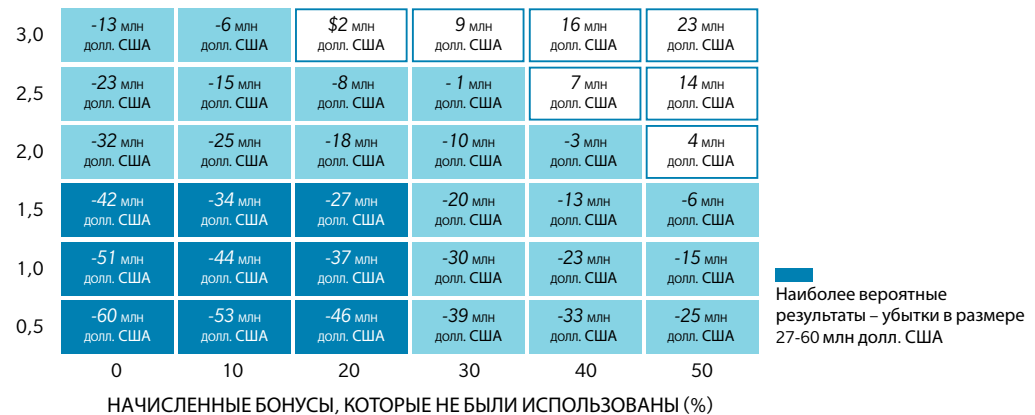 3,0 -13 млн -6 млн $2 млн 9 млн 16 млн 23 млн
долл. США долл. США долл. США долл. США долл. США долл. США
2,5 -23 млн -15 млн -8 млн - 1 млн 7 млн 14 млн
долл. США долл. США долл. США долл. США долл. США долл. США
2,0 -32 млн -25 млн -18 млн -10 млн -3 млн 4 млн
долл. США долл. США долл. США долл. США долл. США долл. США
1,5 -42 млн -34 млн -27 млн -20 млн -13 млн -6 млн
долл. США долл. США долл. США долл. США долл. США долл. США
1,0 -51 млн -44 млн -37 млн -30 млн -23 млн -15 млн
долл. США долл. США долл. США долл. США долл. США долл. США
0,5 -60 млн -53 млн -46 млн -39 млн -33 млн -25 млн
долл. США долл. США долл. США долл. США долл. США долл. США
0 10 20 30 40 50
НАЧИСЛЕННЫЕ БОНУСЫ, КОТОРЫЕ НЕ БЫЛИ ИСПОЛЬЗОВАНЫ (%)
Наиболее вероятные
результаты – убытки в размере
27-60 млн долл. США